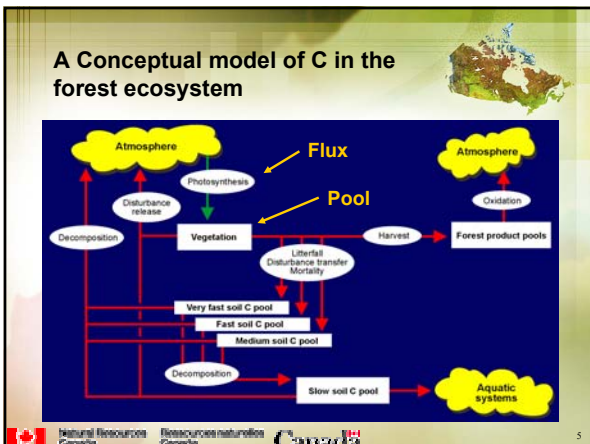 A Conceptual model of C in the
forest ecosystem
Atmosphere
Flux
Atmosphere
Photosynthesis
Disturbance
release
Pool
Oxidation
Decomposition
Vegetation
Harvest
Forest product pools
Litterfall
Disturbance transfer
Mortality
Very fast soil C pool
Fast soil C pool
Medium soil C pool
Decomposition
Slow soil C pool
Aquatic
systems
Natural Resources
Canada
Ressources naturelles
Canada
Canada
5